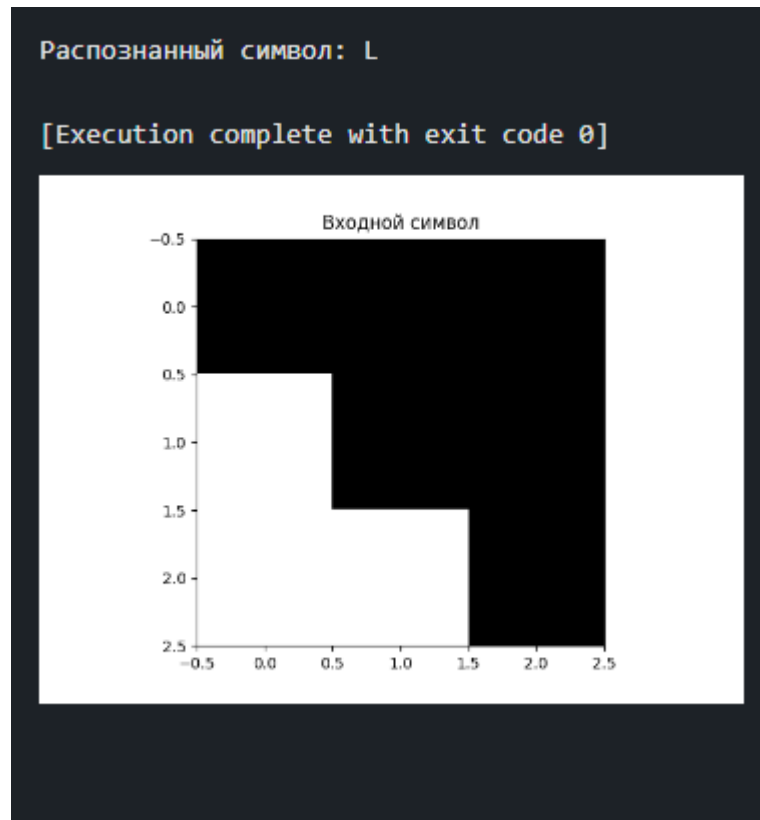 Распознанный символ: L
[Execution complete with exit code 0]
Входной символ
−0.5
0.0
0.5
1.0
1.5
2.0
2.5
−0.5 0.0 0.5 1.0 1.5 2.0 2.5